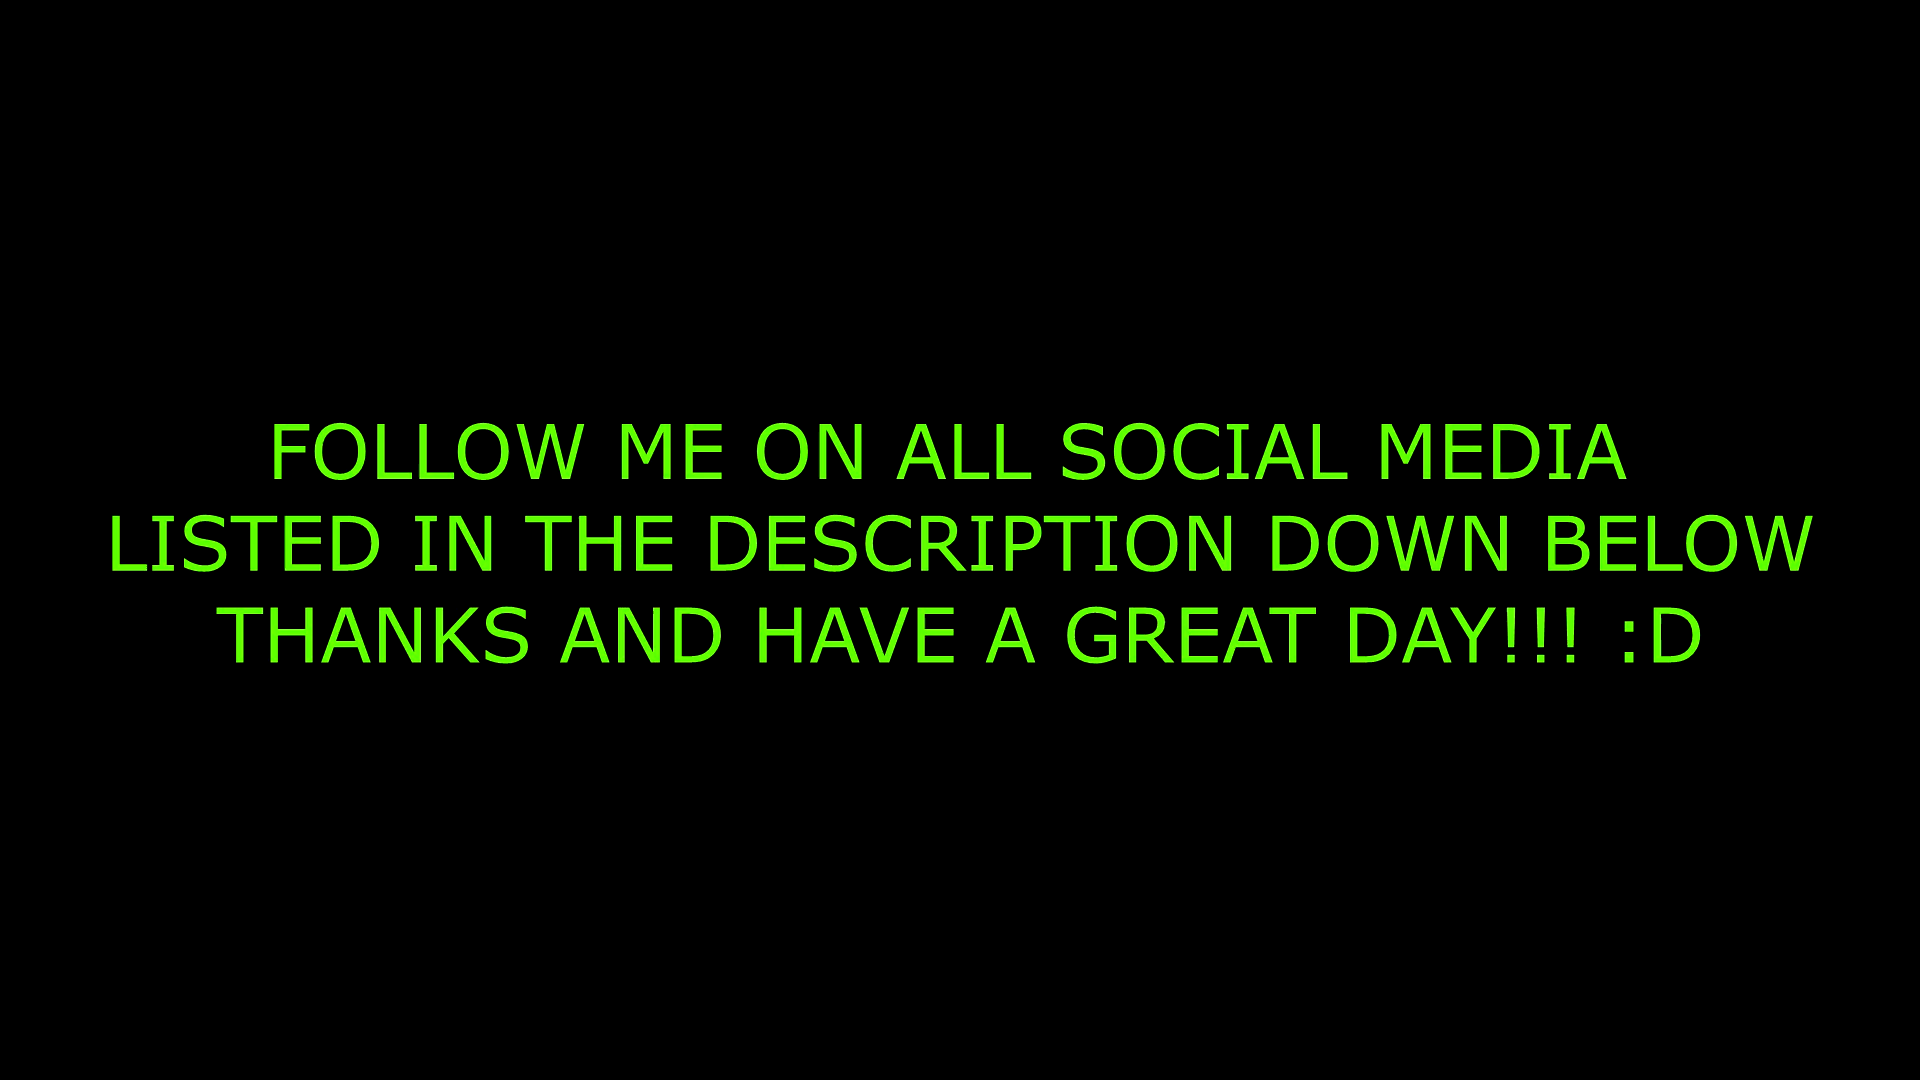 FOLLOW ME ON ALL SOCIAL MEDIA
LISTED IN THE DESCRIPTION DOWN BELOW
THANKS AND HAVE A GREAT DAY!!! :D